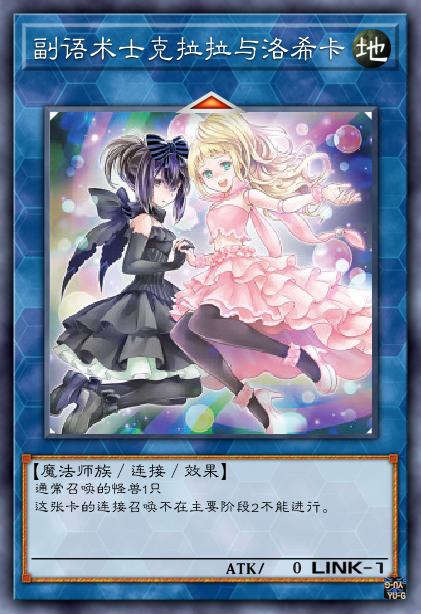 副语术士克拉拉与洛希卡 地
【魔法师族／连接／效果】
通常召唤的怪兽1只
这张卡的连接召唤不在主要阶段2不能进行。
ATK/ 0 LINK-1